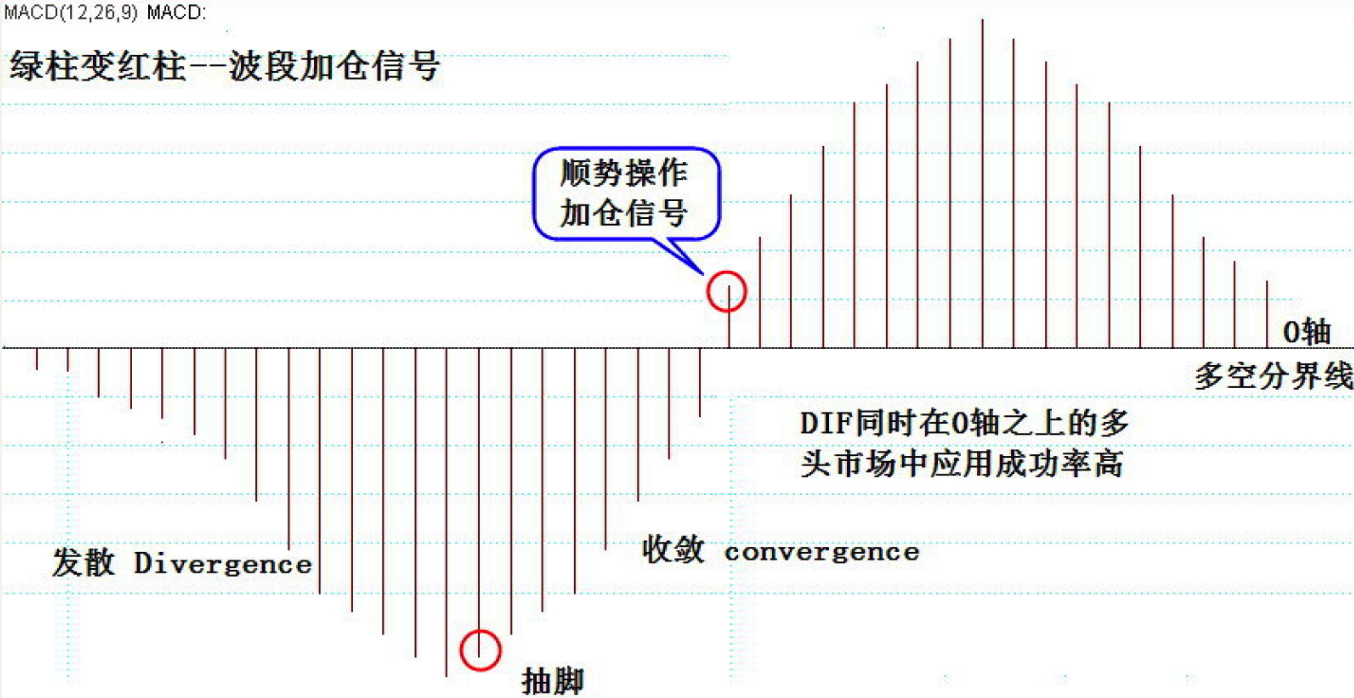 MACD(12,26,9) MACD:
绿柱变红柱--波段加仓信号
顺势操作
加仓信号
0轴
多空分界线
DIF同时在0轴之上的多
头市场中应用成功率高
发散 Divergence
收敛 convergence
抽脚